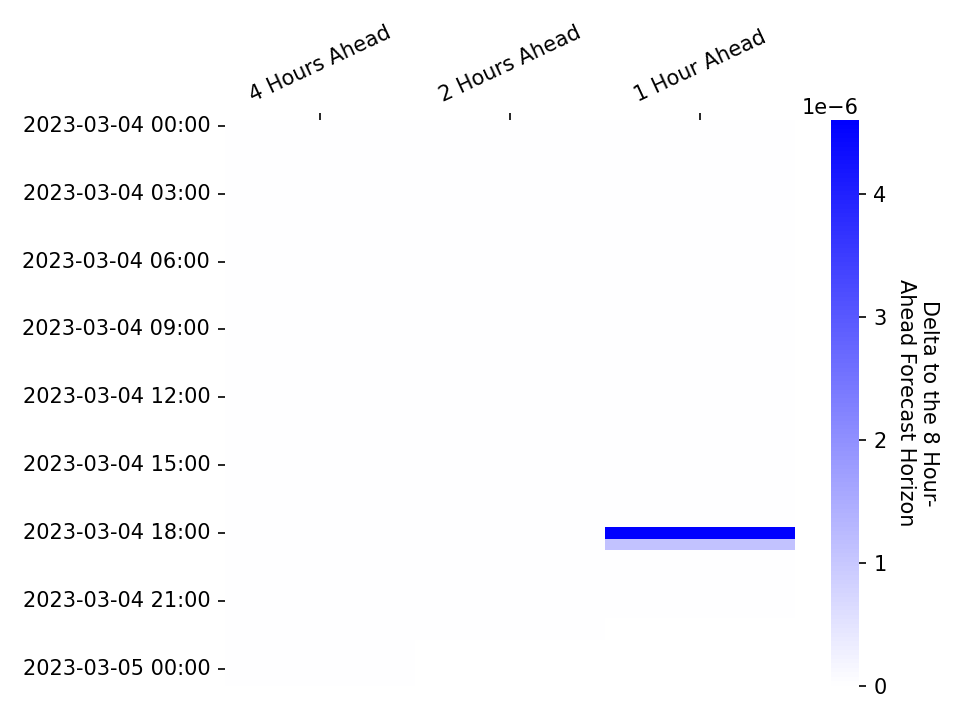 4 Hours Ahead
2 Hours Ahead
1 Hour Ahead
2023-03-04 00:00
2023-03-04 03:00
2023-03-04 06:00
2023-03-04 09:00
2023-03-04 12:00
2023-03-04 15:00
2023-03-04 18:00
2023-03-04 21:00
2023-03-05 00:00
1e−6
4
3
2
1
0
Delta to the 8 Hour-
Ahead Forecast Horizon